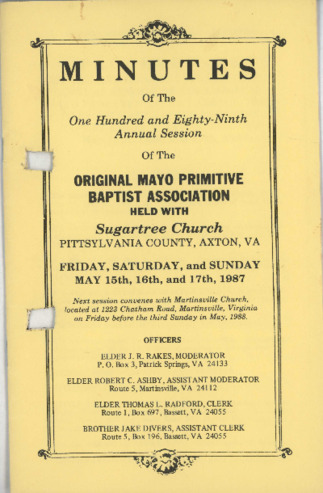 MINUTES
Of The
One Hundred and Eighty-Ninth
Annual Session
Of The
ORIGINAL MAYO PRIMITIVE
BAPTIST ASSOCIATION
HELD WITH
Sugartree Church
PITTSYLVANIA COUNTY, AXTON, VA
FRIDAY, SATURDAY, and SUNDAY
MAY 15th, 16th, and 17th, 1987
Next session convenes with Martinsville Church,
located at 1223 Chatham Road, Martinsville, Virginia
on Friday before the third Sunday in May, 1988.
OFFICERS
ELDER J. R. RAKES, MODERATOR
P. O. Box 3, Patrick Springs, VA 24133
ELDER ROBERT C. ASHBY, ASSISTANT MODERATOR
Route 5, Martinsville, VA 24112
ELDER THOMAS L. RADFORD, CLERK
Route 1, Box 697, Bassett, VA 24055
BROTHER JAKE DIVERS, ASSISTANT CLERK
Route 5, Box 196, Bassett, VA 24055